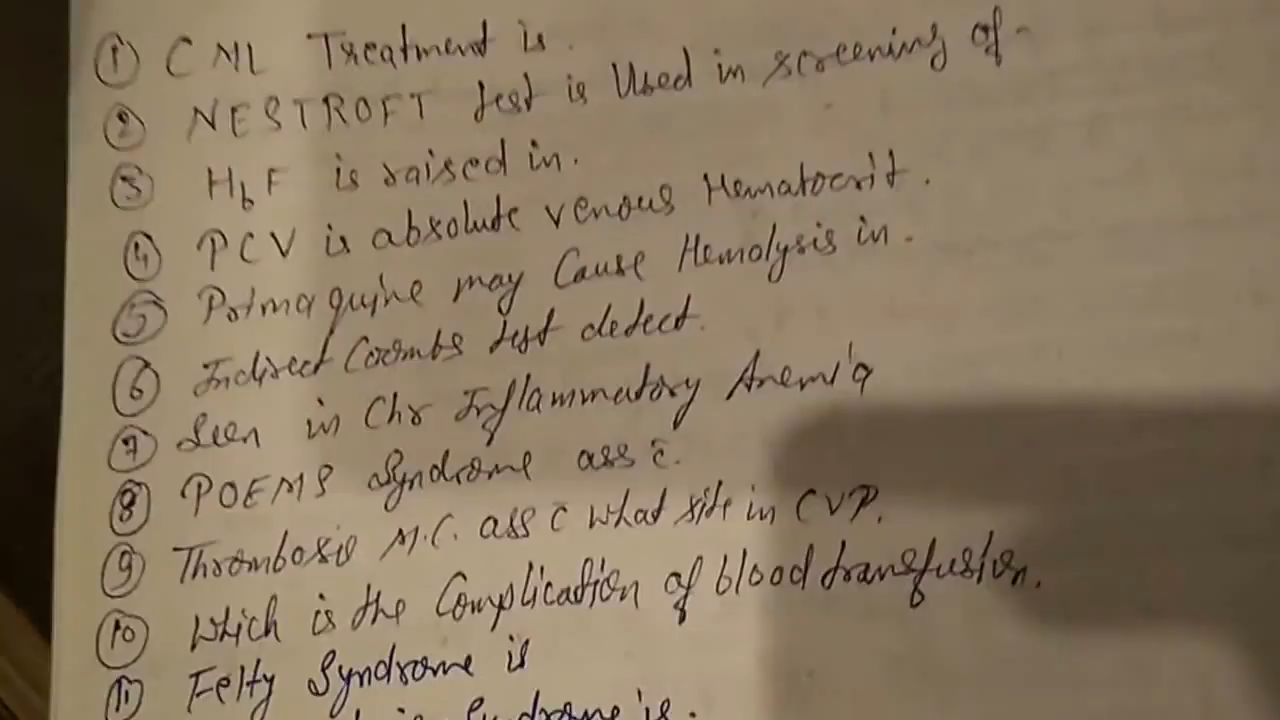 ① CML Treatment is.
② NESTROFT test is Used in screening of -
③ HbF is raised in.
④ PCV is absolute venous Hematocrit.
⑤ Primaquine may Cause Hemolysis in.
⑥ Indirect Coombs test detect.
⑦ Seen in Chr Inflammatory Anemia
⑧ POEMS Syndrome ass c̄.
⑨ Thrombosis M.C. ass c̄ what site in CVP.
⑩ Which is the Complication of blood transfusion.
⑪ Felty Syndrome is
Syndrome is.